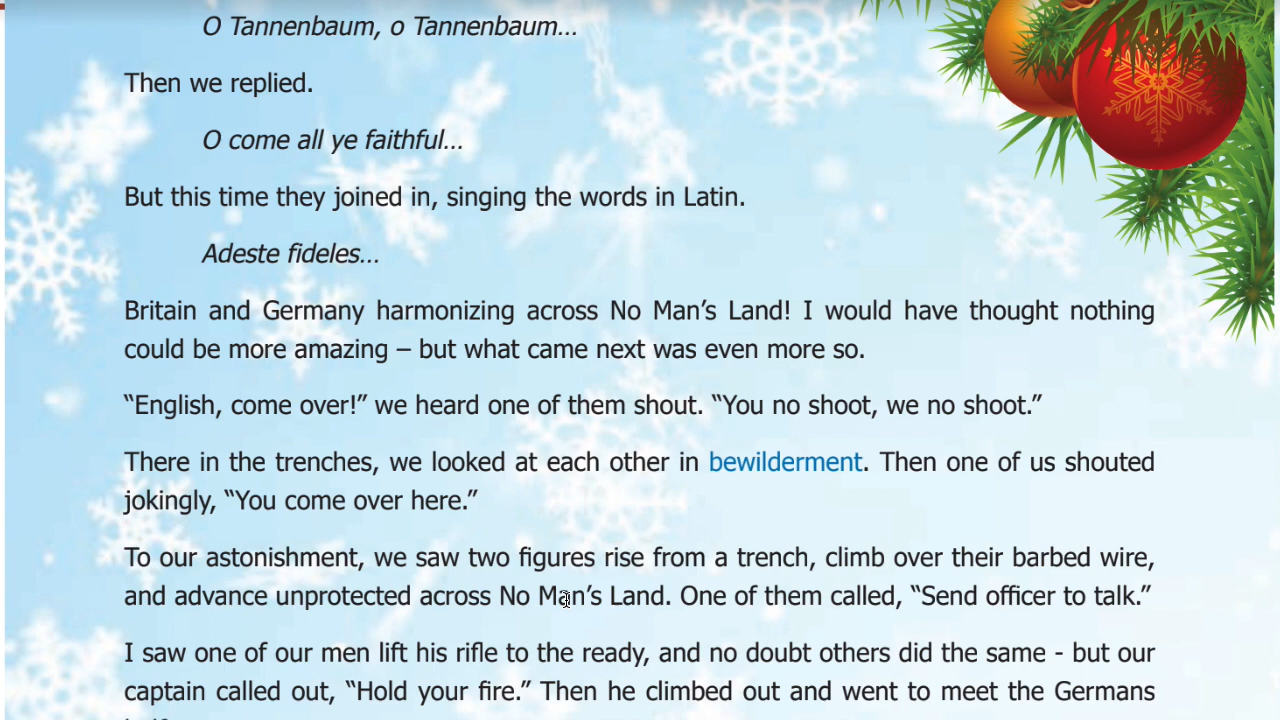 O Tannenbaum, o Tannenbaum...
Then we replied.
O come all ye faithful...
But this time they joined in, singing the words in Latin.
Adeste fideles...
Britain and Germany harmonizing across No Man’s Land! I would have thought nothing
could be more amazing – but what came next was even more so.
“English, come over!” we heard one of them shout. “You no shoot, we no shoot.”
There in the trenches, we looked at each other in bewilderment. Then one of us shouted
jokingly, “You come over here.”
To our astonishment, we saw two figures rise from a trench, climb over their barbed wire,
and advance unprotected across No Man’s Land. One of them called, “Send officer to talk.”
I saw one of our men lift his rifle to the ready, and no doubt others did the same - but our
captain called out, “Hold your fire.” Then he climbed out and went to meet the Germans